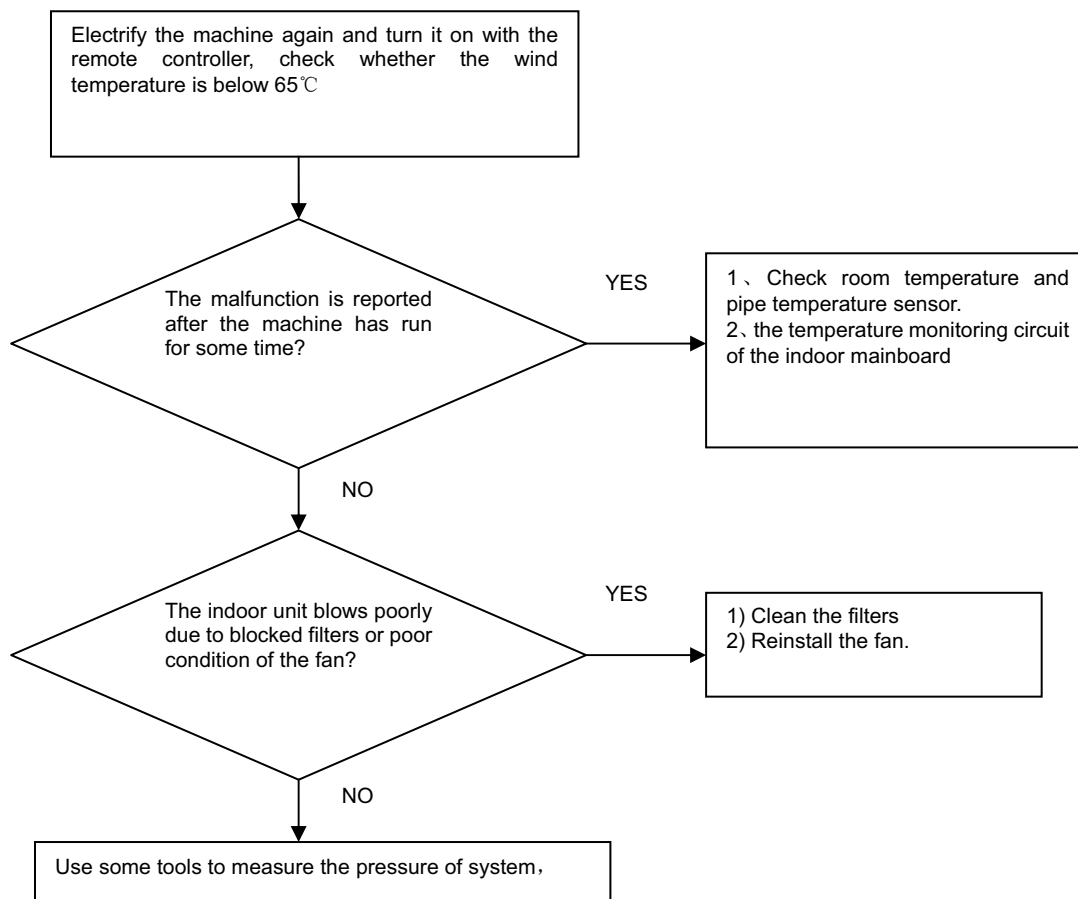 Electrify the machine again and turn it on with the
remote controller, check whether the wind
temperature is below 65℃
The malfunction is reported
after the machine has run
for some time?
YES
1、Check room temperature and
pipe temperature sensor.
2、the temperature monitoring circuit
of the indoor mainboard
NO
The indoor unit blows poorly
due to blocked filters or poor
condition of the fan?
YES
1) Clean the filters
2) Reinstall the fan.
NO
Use some tools to measure the pressure of system，